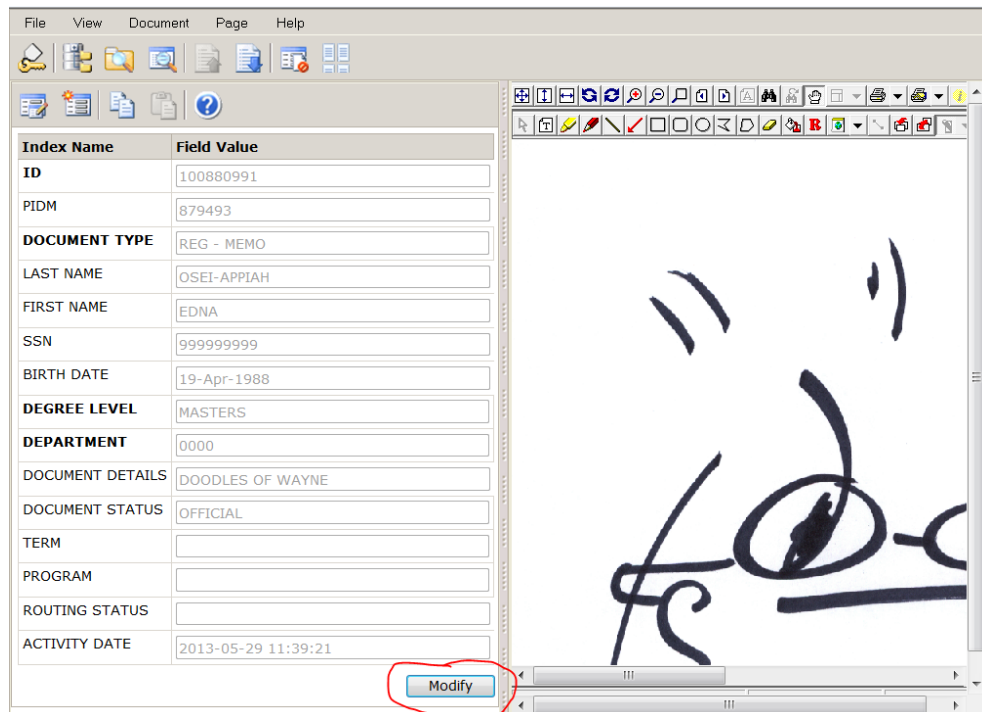 File View Document Page Help
Index Name Field Value
ID 100880991
PIDM 879493
DOCUMENT TYPE REG - MEMO
LAST NAME OSEI-APPIAH
FIRST NAME EDNA
SSN 999999999
BIRTH DATE 19-Apr-1988
DEGREE LEVEL MASTERS
DEPARTMENT 0000
DOCUMENT DETAILS DOODLES OF WAYNE
DOCUMENT STATUS OFFICIAL
TERM
PROGRAM
ROUTING STATUS
ACTIVITY DATE 2013-05-29 11:39:21
Modify